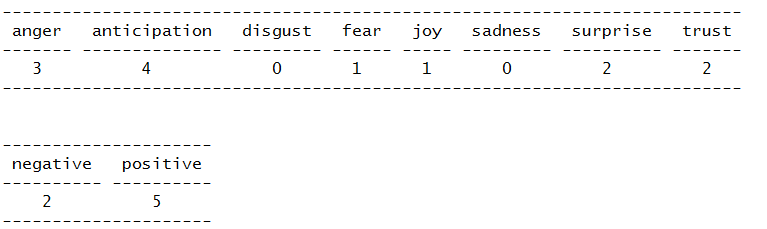 anger anticipation disgust fear joy sadness surprise trust
3 4 0 1 1 0 2 2
negative positive
2 5